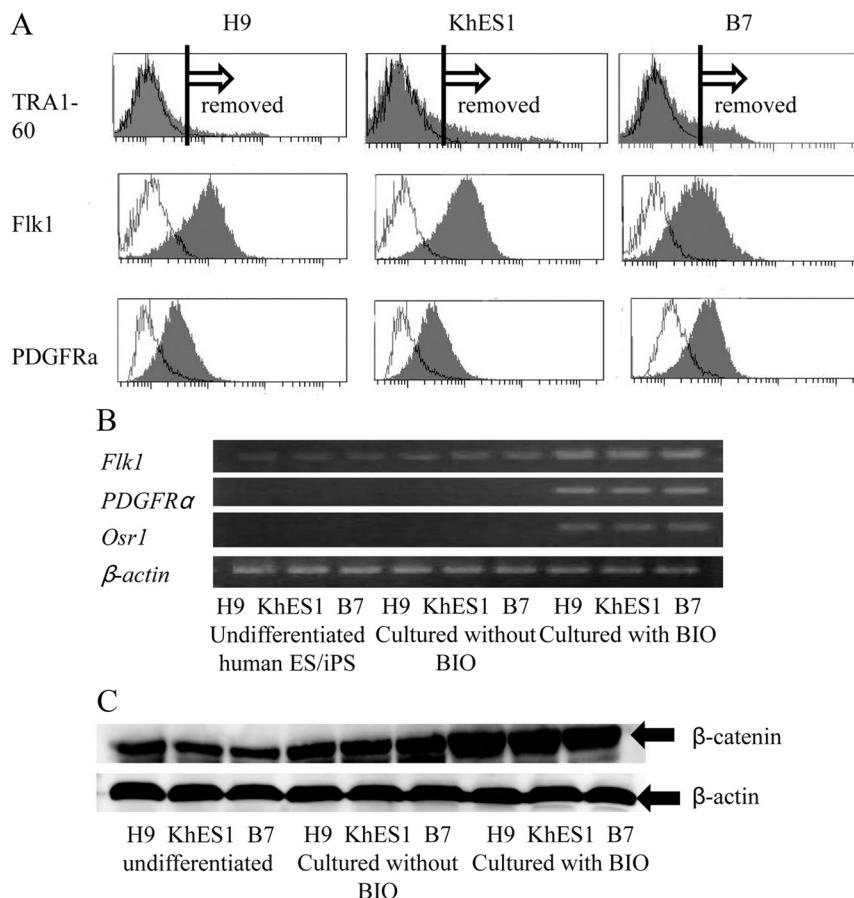 A
H9 KhES1 B7
TRA1-
60
removed removed removed
Flk1
PDGFRa
B
Flk1
PDGFRα
Osr1
β-actin
H9 KhES1 B7 H9 KhES1 B7 H9 KhES1 B7
Undifferentiated Cultured without Cultured with BIO
human ES/iPS BIO
C
β-catenin
β-actin
H9 KhES1 B7 H9 KhES1 B7 H9 KhES1 B7
undifferentiated Cultured without Cultured with BIO
BIO